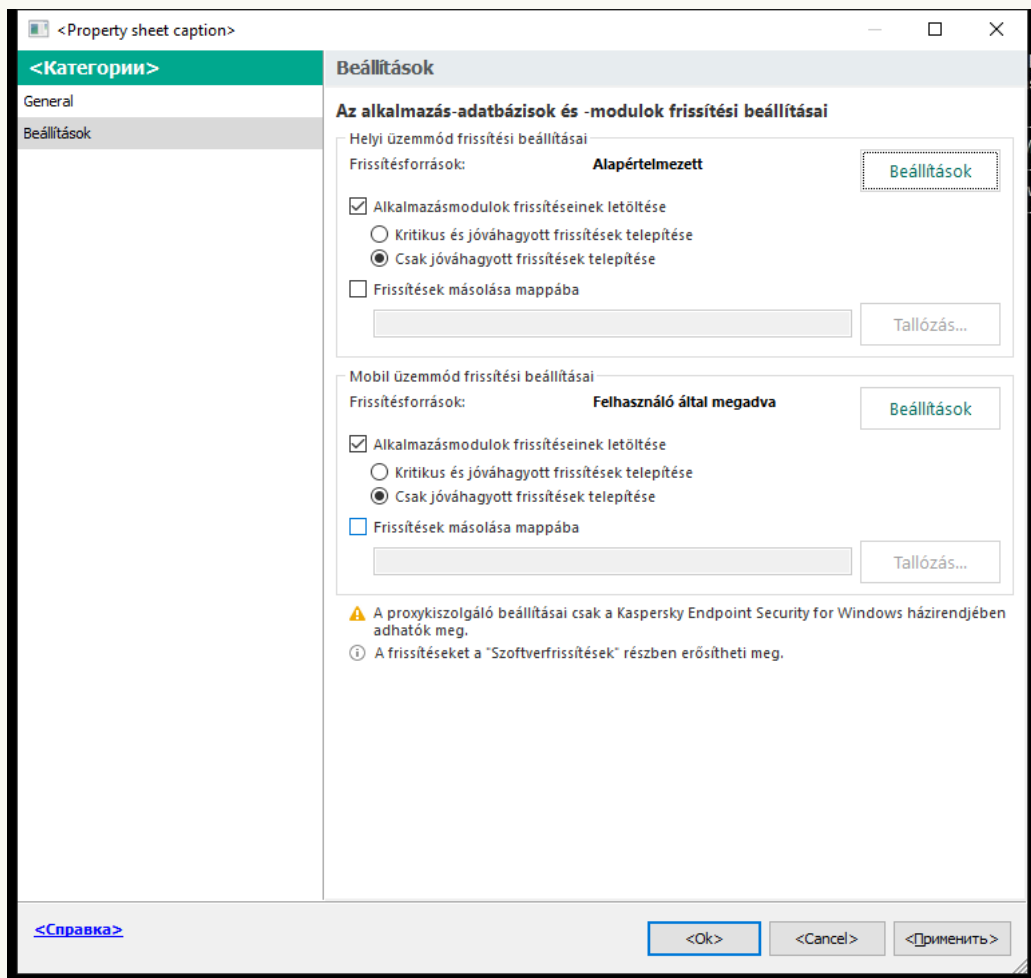 <Property sheet caption>
<Категории>
General
Beállítások
Beállítások
Az alkalmazás-adatbázisok és -modulok frissítési beállításai
Helyi üzemmód frissítési beállításai
Frissítésforrások: Alapértelmezett
Beállítások
Alkalmazásmodulok frissítéseinek letöltése
Kritikus és jóváhagyott frissítések telepítése
Csak jóváhagyott frissítések telepítése
Frissítések másolása mappába
Tallózás...
Mobil üzemmód frissítési beállításai
Frissítésforrások: Felhasználó által megadva
Beállítások
Alkalmazásmodulok frissítéseinek letöltése
Kritikus és jóváhagyott frissítések telepítése
Csak jóváhagyott frissítések telepítése
Frissítések másolása mappába
Tallózás...
A proxykiszolgáló beállításai csak a Kaspersky Endpoint Security for Windows házirendjében
adhatók meg.
A frissítéseket a "Szoftverfrissítések" részben erősítheti meg.
<Справка>
<Ok> <Cancel> <Применить>